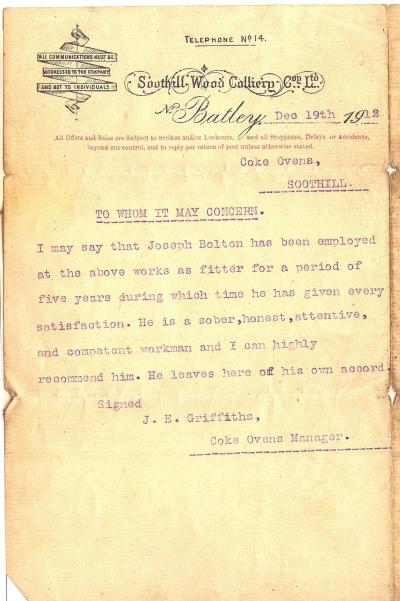 TELEPHONE No 14.
ALL COMMUNICATIONS MUST BE
ADDRESSED TO THE COMPANY
AND NOT TO INDIVIDUALS.
Soothill Wood Colliery Coy. Ltd.
Nr. Batley, Dec 19th 1912
All Offers and Sales are Subject to Strikes and/or Lockouts, and all Stoppages, Delays, or Accidents,
beyond our control, and to reply per return of post unless otherwise stated.
Coke Ovens,
SOOTHILL.
TO WHOM IT MAY CONCERN.
I may say that Joseph Bolton has been employed
at the above works as fitter for a period of
five years during which time he has given every
satisfaction. He is a sober,honest,attentive,
and competent workman and I can highly
recommend him. He leaves here of his own accord.
Signed
J. E. Griffiths,
Coke Ovens Manager.